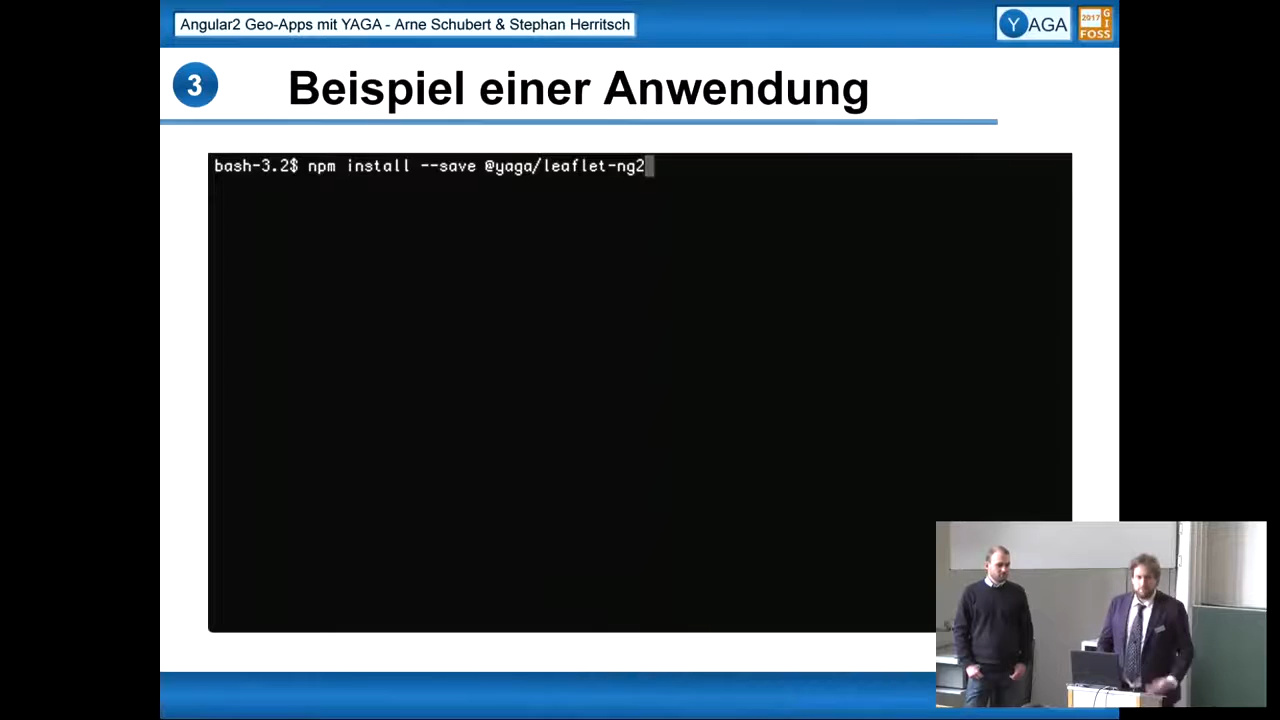 Angular2 Geo-Apps mit YAGA - Arne Schubert & Stephan Herritsch
YAGA
2017 GI
FOSS
3
Beispiel einer Anwendung
bash-3.2$ npm install --save @yaga/leaflet-ng2